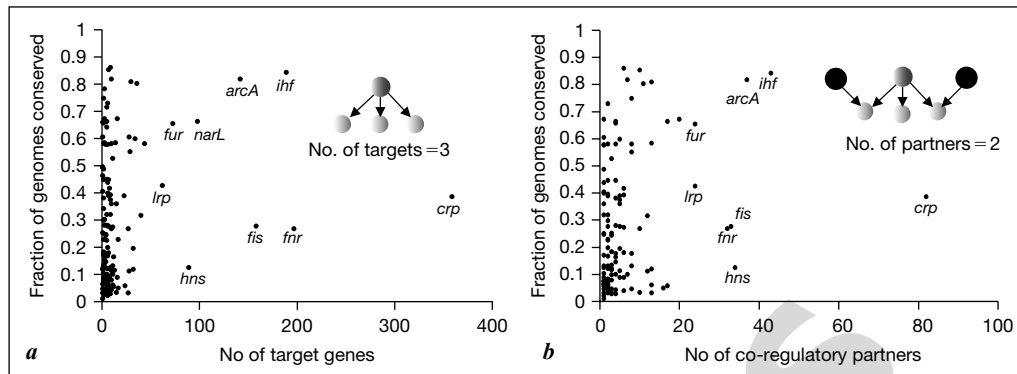 a
Fraction of genomes conserved
1
0.9
0.8
0.7
0.6
0.5
0.4
0.3
0.2
0.1
0
0 100 200 300 400
No of target genes
arcA
ihf
fur
narL
lrp
crp
fis
fnr
hns
No. of targets = 3
b
Fraction of genomes conserved
1
0.9
0.8
0.7
0.6
0.5
0.4
0.3
0.2
0.1
0
0 20 40 60 80 100
No of co-regulatory partners
ihf
arcA
fur
lrp
crp
fis
fnr
hns
No. of partners = 2